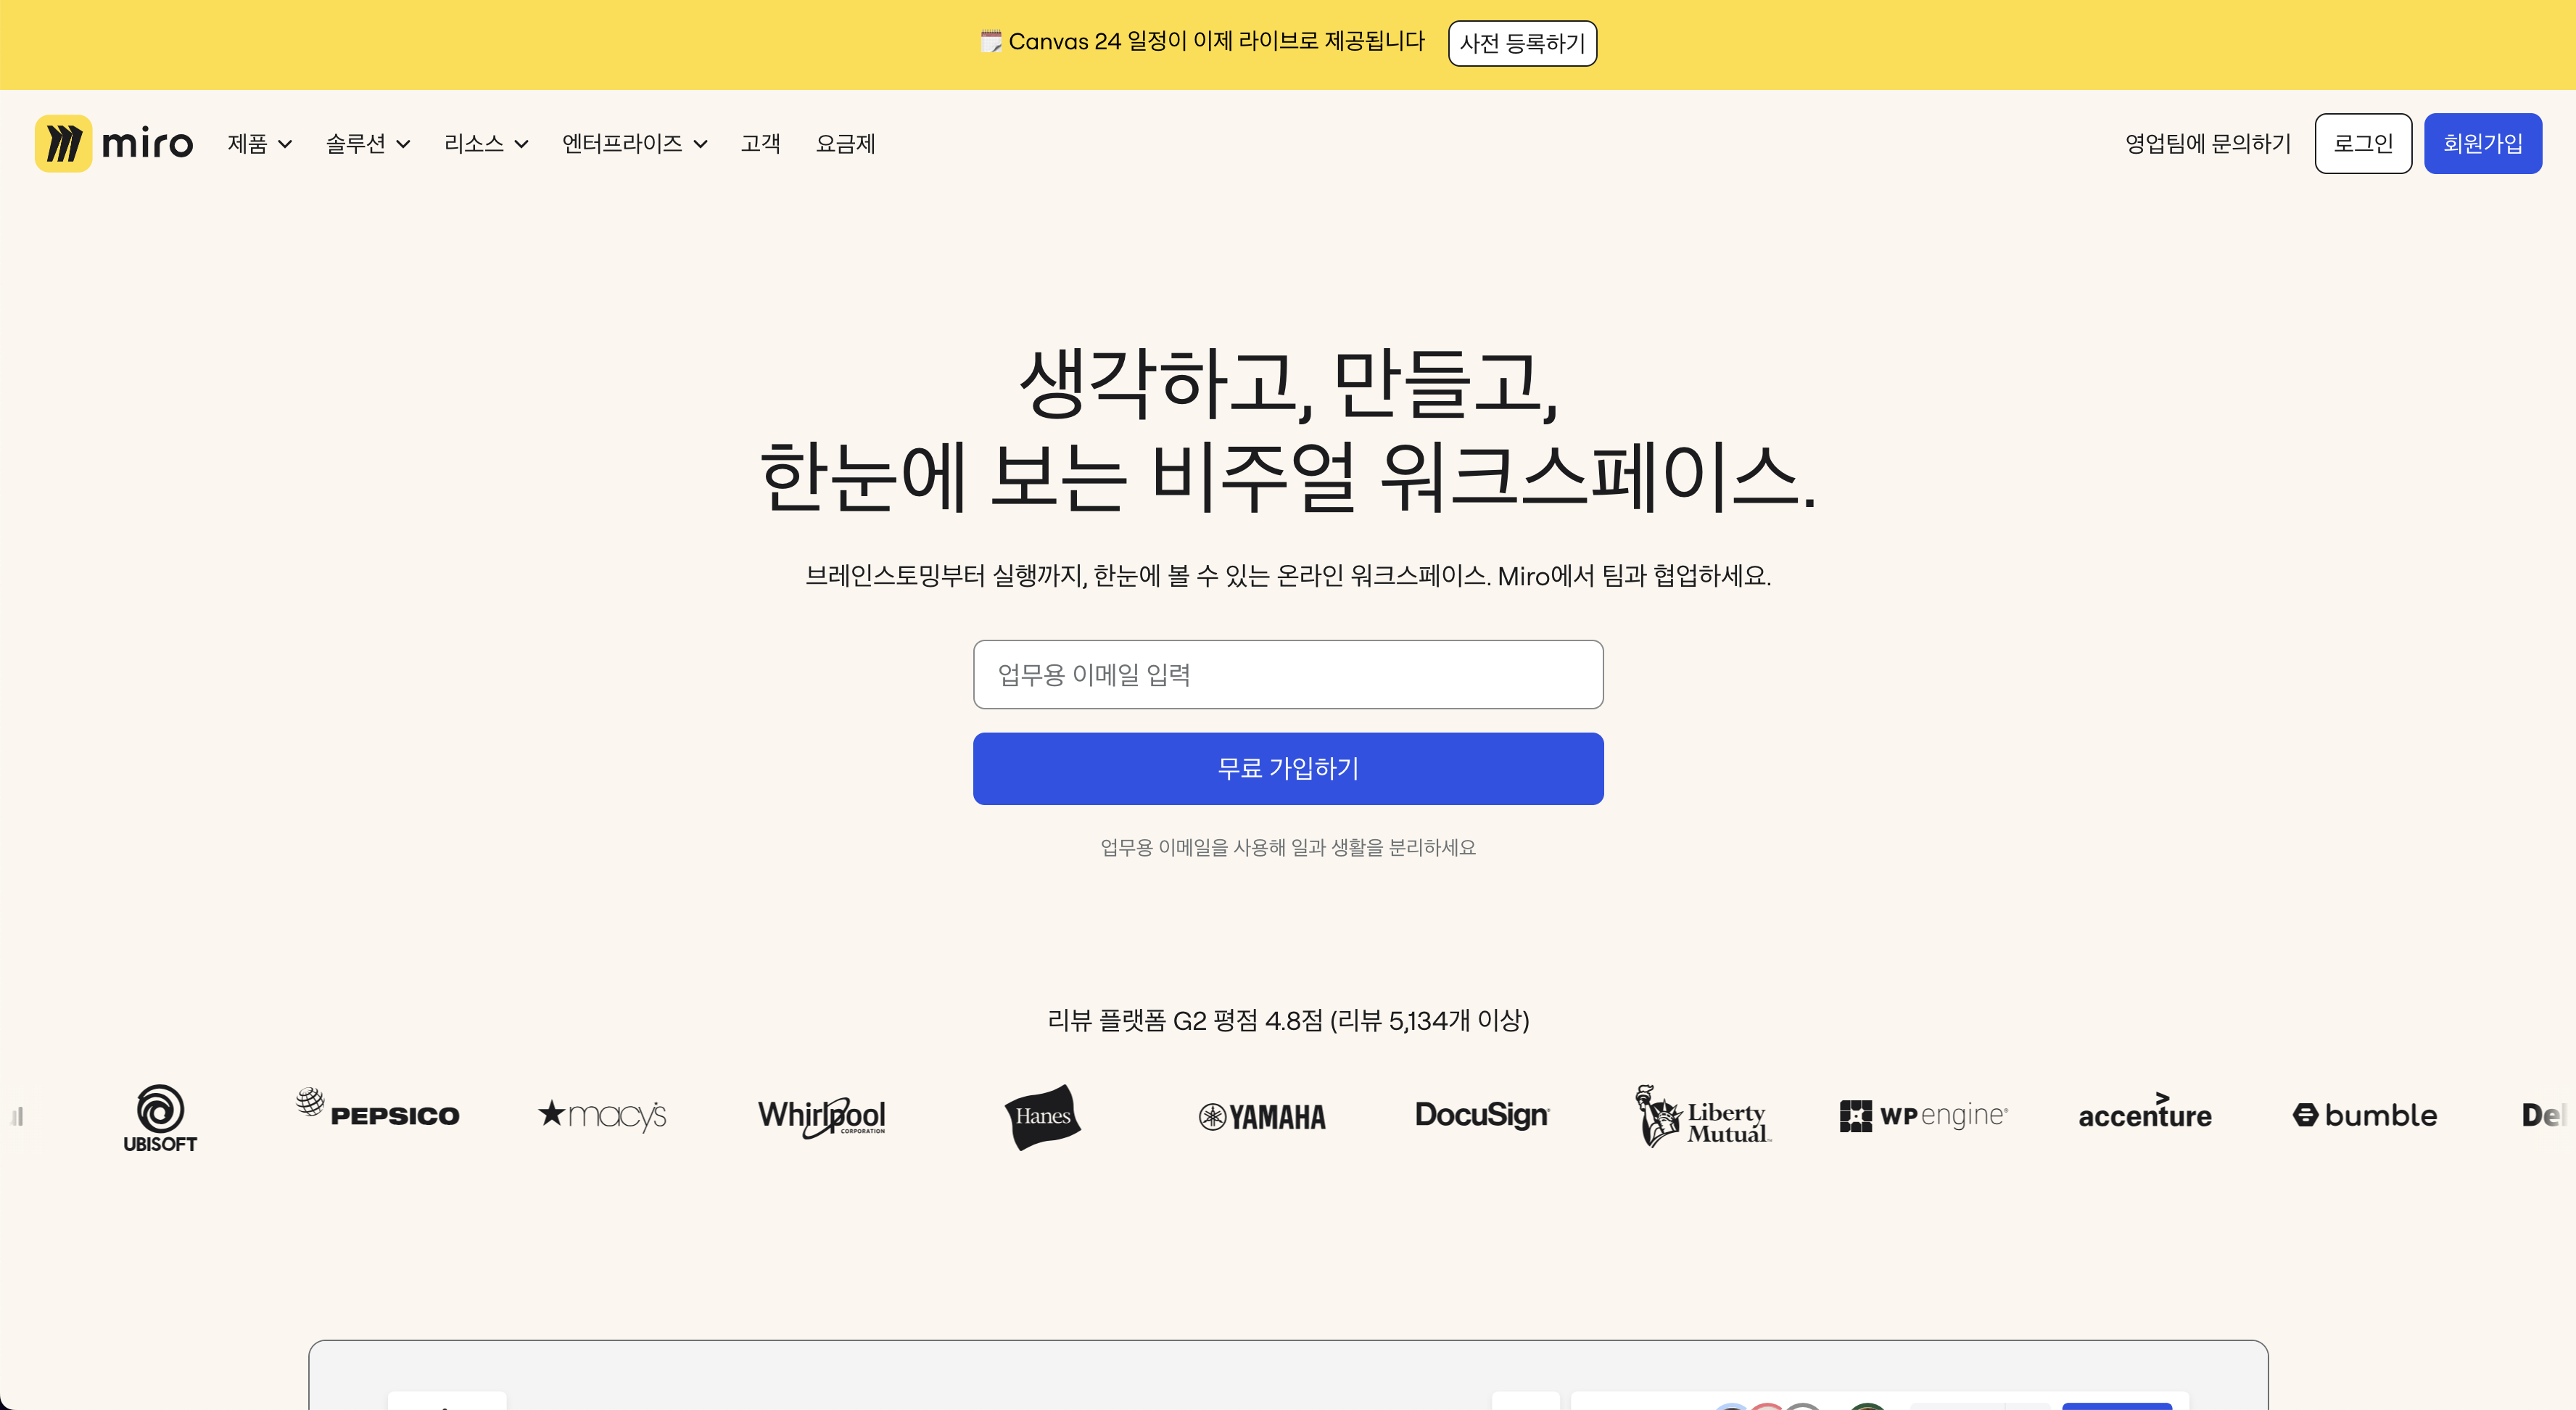 Canvas 24 일정이 이제 라이브로 제공됩니다 사전 등록하기
miro 제품 솔루션 리소스 엔터프라이즈 고객 요금제 영업팀에 문의하기 로그인 회원가입
생각하고, 만들고,
한눈에 보는 비주얼 워크스페이스.
브레인스토밍부터 실행까지, 한눈에 볼 수 있는 온라인 워크스페이스. Miro에서 팀과 협업하세요.
업무용 이메일 입력
무료 가입하기
업무용 이메일을 사용해 일과 생활을 분리하세요
리뷰 플랫폼 G2 평점 4.8점 (리뷰 5,134개 이상)
UBISOFT PEPSICO macy's Whirlpool CORPORATION Hanes YAMAHA DocuSign Liberty Mutual WP engine accenture bumble